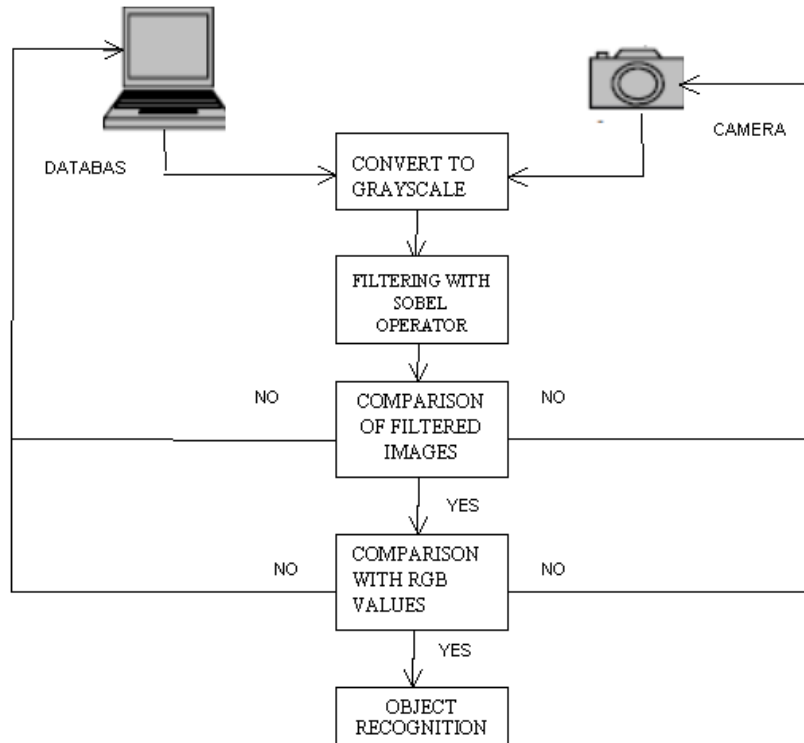 CAMERA
DATABAS
CONVERT TO
GRAYSCALE
FILTERING WITH
SOBEL
OPERATOR
NO
NO
COMPARISON
OF FILTERED
IMAGES
YES
NO
NO
COMPARISON
WITH RGB
VALUES
YES
OBJECT
RECOGNITION